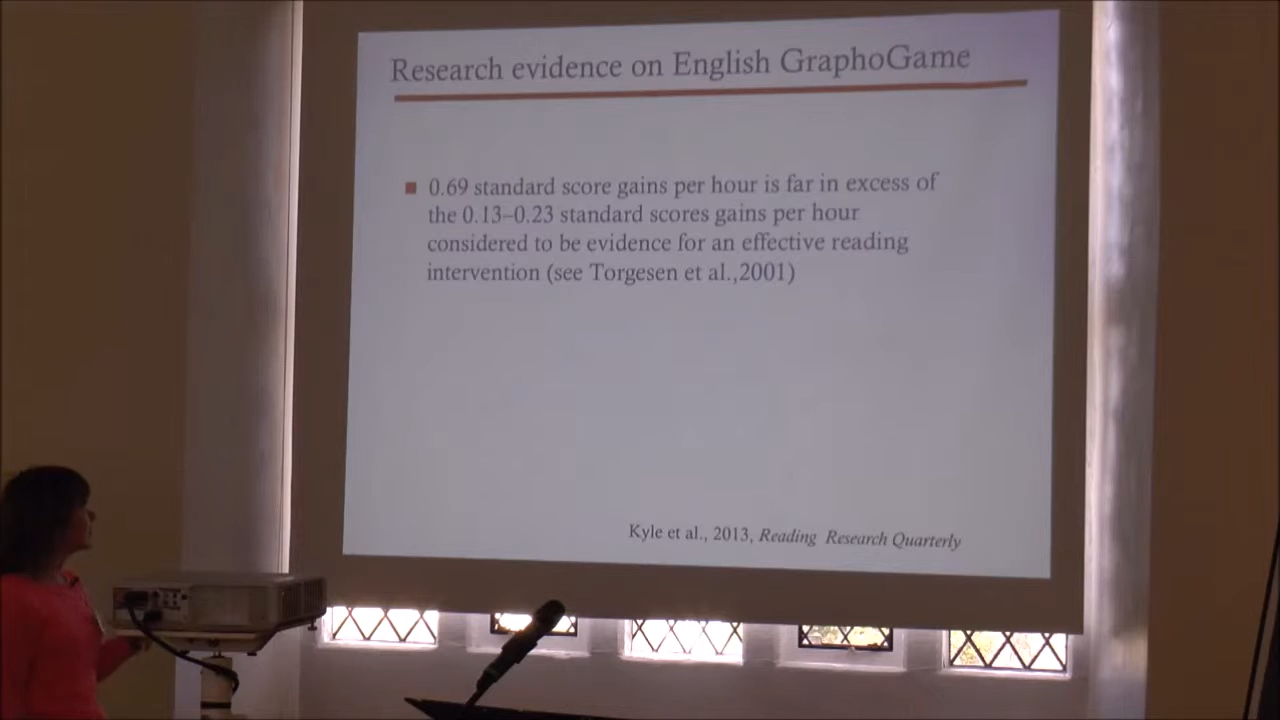 Research evidence on English GraphoGame
0.69 standard score gains per hour is far in excess of
the 0.13–0.23 standard scores gains per hour
considered to be evidence for an effective reading
intervention (see Torgesen et al.,2001)
Kyle et al., 2013, Reading Research Quarterly